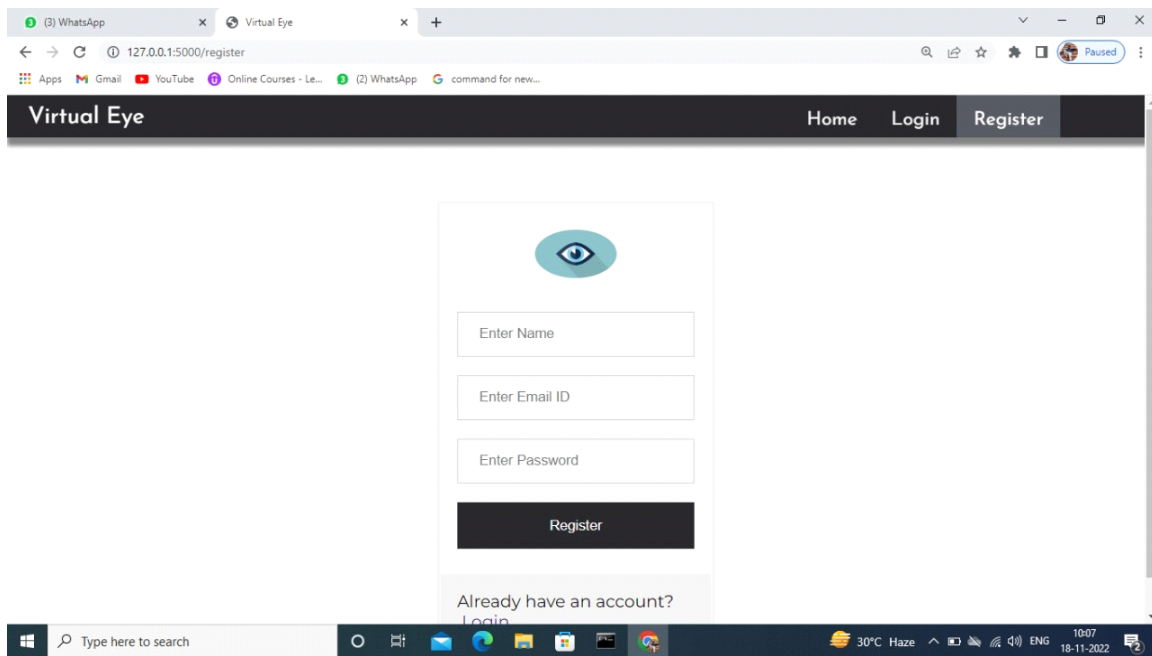 (3) WhatsApp
Virtual Eye
127.0.0.1:5000/register
Paused
Apps Gmail YouTube Online Courses - Le... (2) WhatsApp command for new...
Virtual Eye Home Login Register
Enter Name
Enter Email ID
Enter Password
Register
Already have an account?
Login
Type here to search
30°C Haze ENG
10:07
18-11-2022